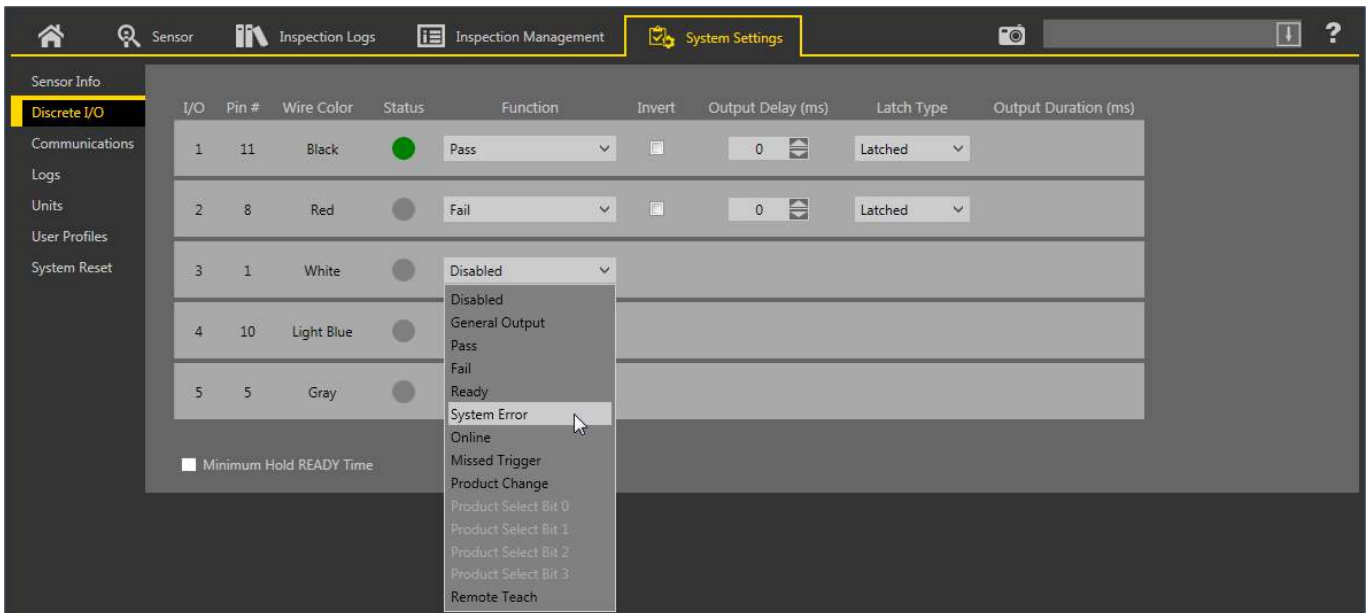 Sensor Inspection Logs Inspection Management System Settings ?
Sensor Info
Discrete I/O
Communications
Logs
Units
User Profiles
System Reset
I/O Pin # Wire Color Status Function Invert Output Delay (ms) Latch Type Output Duration (ms)
1 11 Black Pass 0 Latched
2 8 Red Fail 0 Latched
3 1 White Disabled
4 10 Light Blue
5 5 Gray
Disabled
General Output
Pass
Fail
Ready
System Error
Online
Missed Trigger
Product Change
Product Select Bit 0
Product Select Bit 1
Product Select Bit 2
Product Select Bit 3
Remote Teach
Minimum Hold READY Time